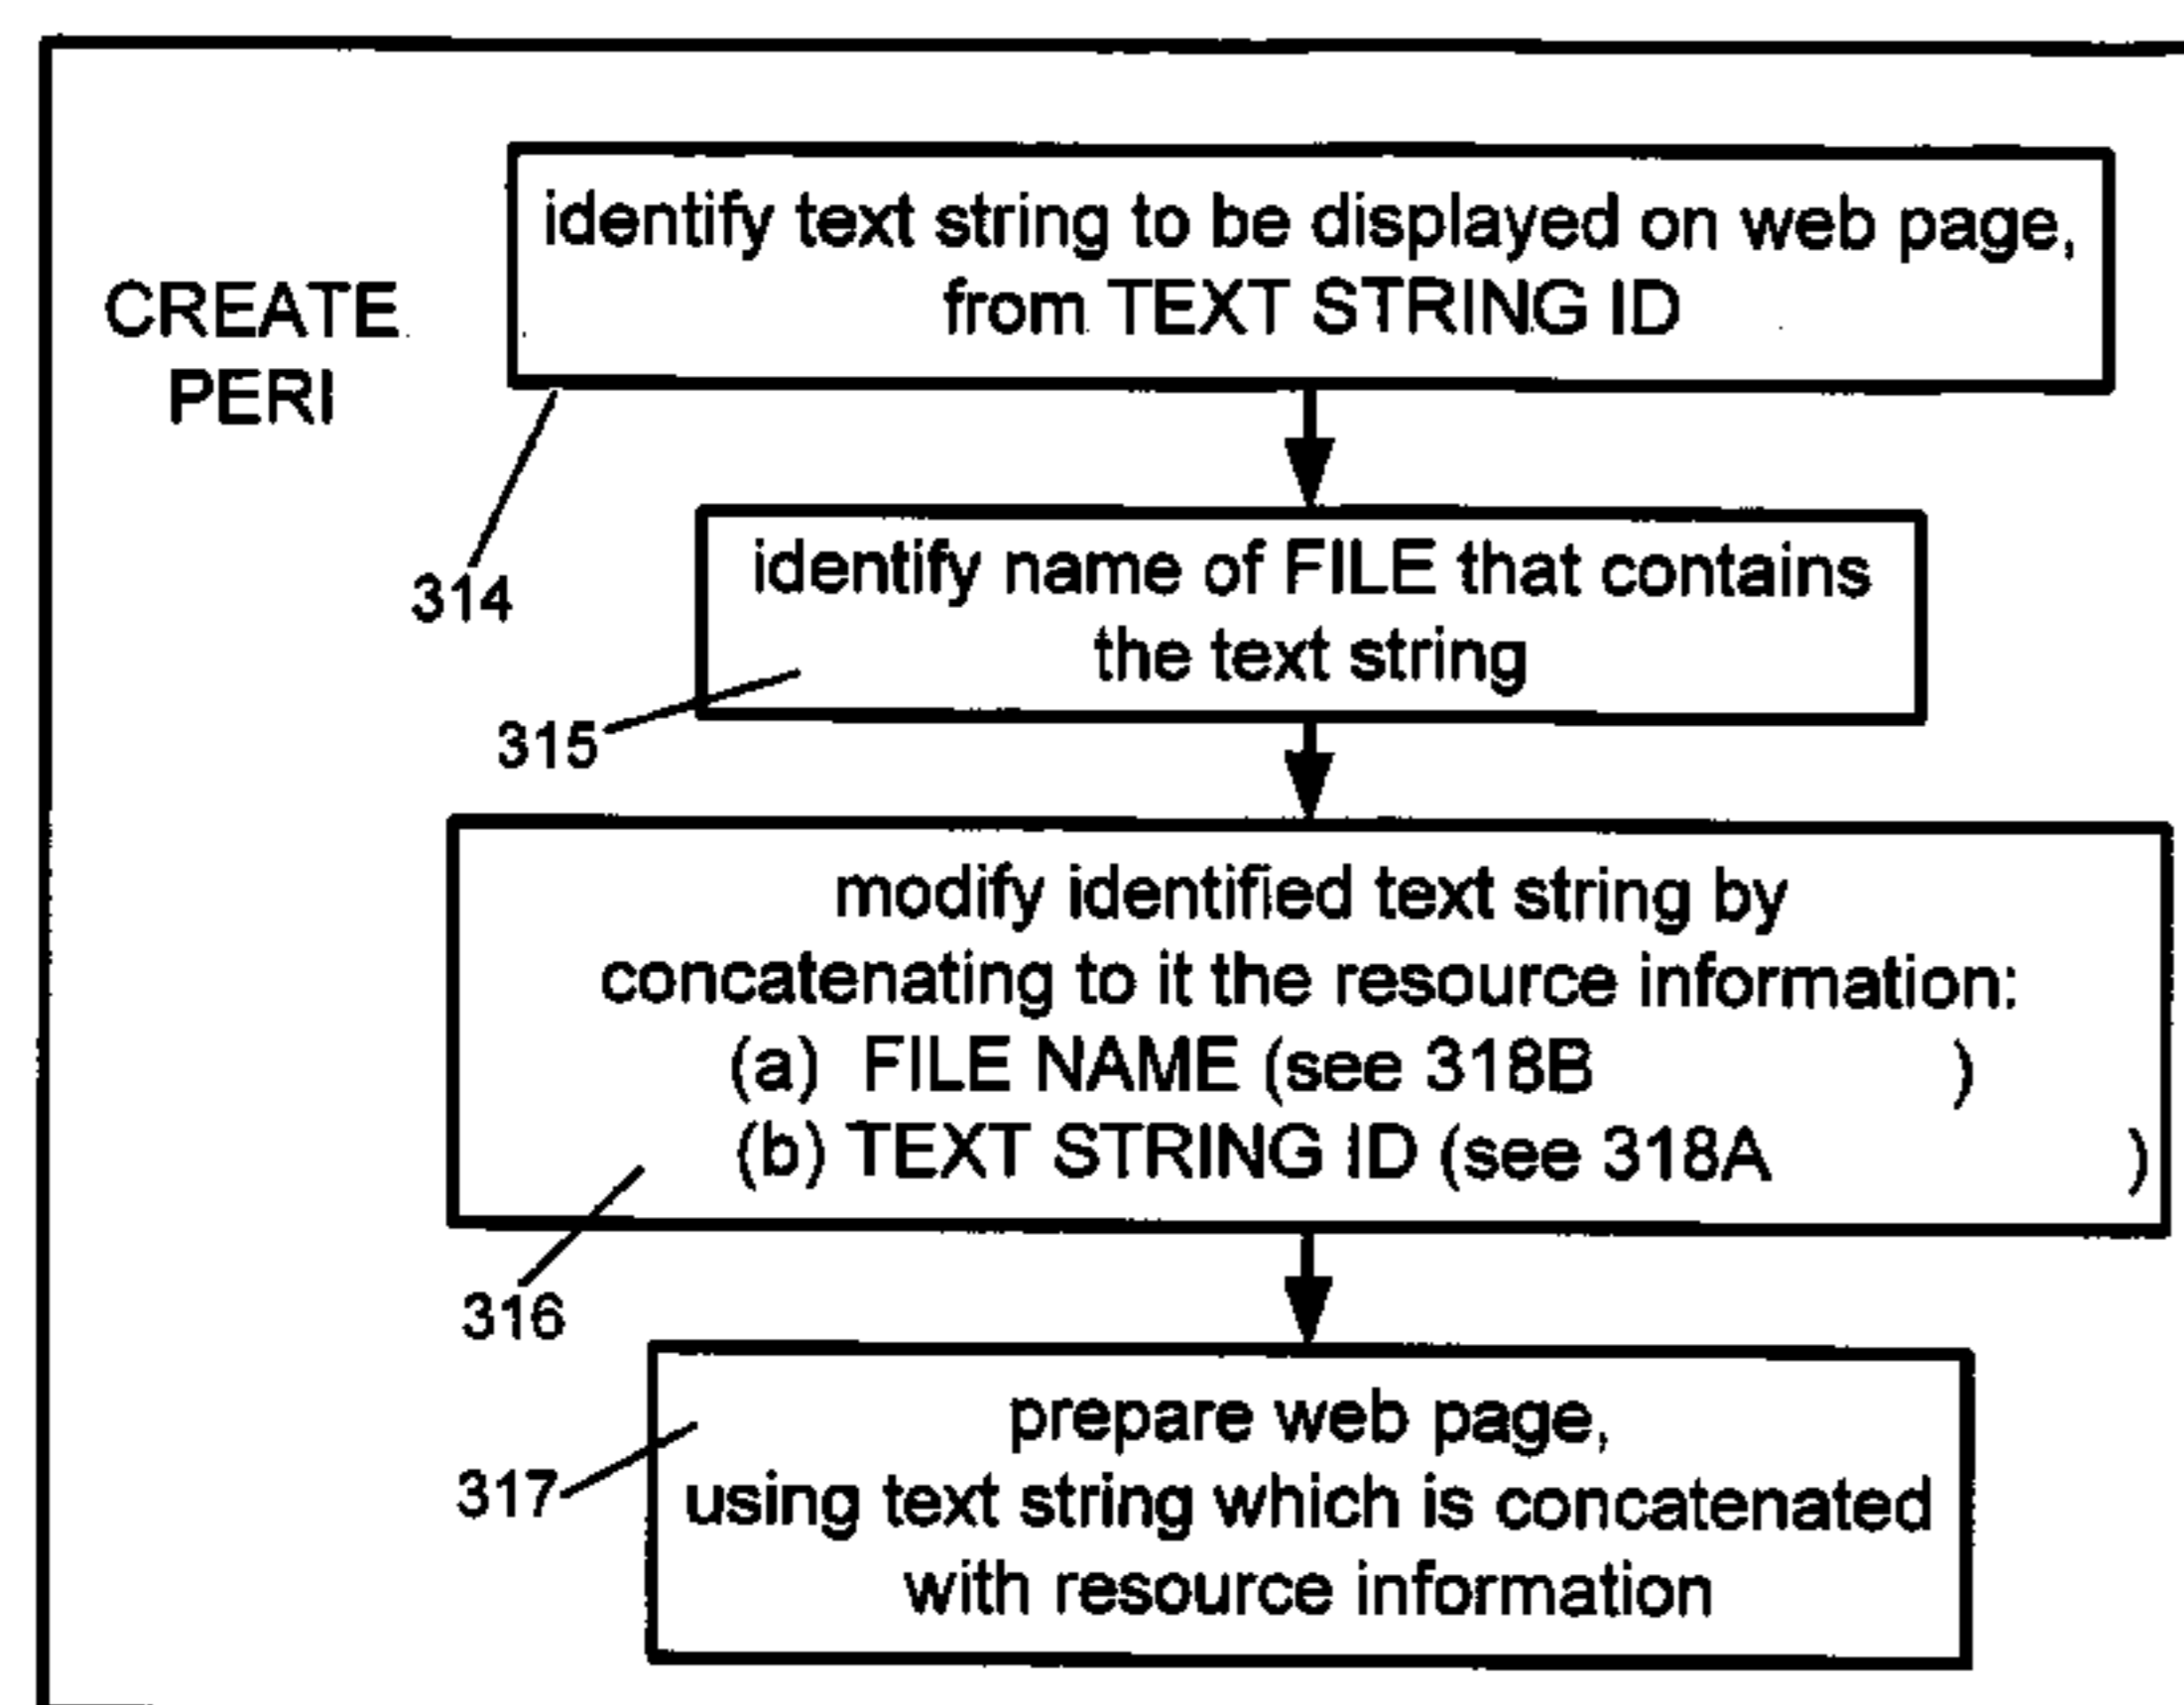 CREATE
PERI
identify text string to be displayed on web page,
from TEXT STRING ID
314
identify name of FILE that contains
the text string
315
modify identified text string by
concatenating to it the resource information:
(a) FILE NAME (see 318B )
(b) TEXT STRING ID (see 318A )
316
prepare web page,
using text string which is concatenated
with resource information
317